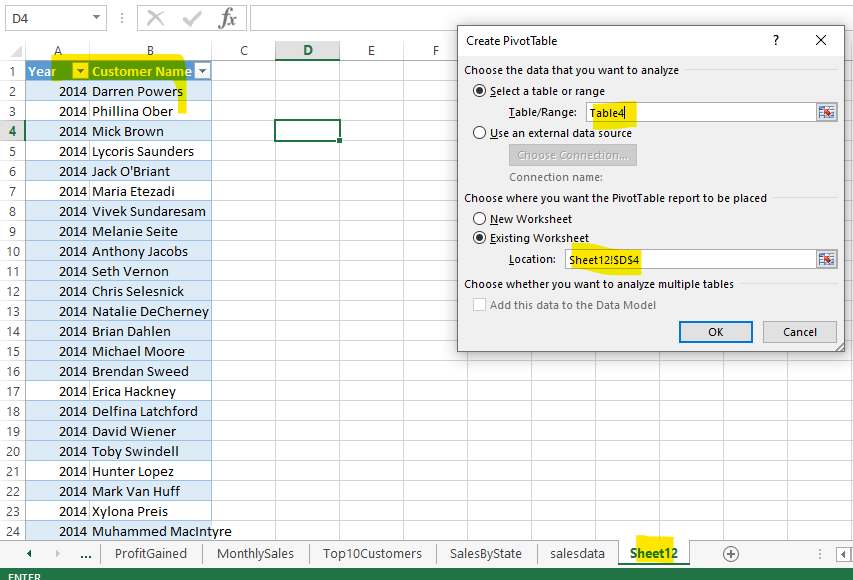 D4
fx
Create PivotTable
?
Choose the data that you want to analyze
Select a table or range
Table/Range: Table4
Use an external data source
Choose Connection...
Connection name:
Choose where you want the PivotTable report to be placed
New Worksheet
Existing Worksheet
Location: Sheet12!$D$4
Choose whether you want to analyze multiple tables
Add this data to the Data Model
OK Cancel
A B C D E F
1 Year Customer Name
2 2014 Darren Powers
3 2014 Phillina Ober
4 2014 Mick Brown
5 2014 Lycoris Saunders
6 2014 Jack O'Briant
7 2014 Maria Etezadi
8 2014 Vivek Sundaresam
9 2014 Melanie Seite
10 2014 Anthony Jacobs
11 2014 Seth Vernon
12 2014 Chris Selesnick
13 2014 Natalie DeCherney
14 2014 Brian Dahlen
15 2014 Michael Moore
16 2014 Brendan Sweed
17 2014 Erica Hackney
18 2014 Delfina Latchford
19 2014 David Wiener
20 2014 Toby Swindell
21 2014 Hunter Lopez
22 2014 Mark Van Huff
23 2014 Xylona Preis
24 2014 Muhammed MacIntyre
... ProfitGained MonthlySales Top10Customers SalesByState salesdata Sheet12
ENTER